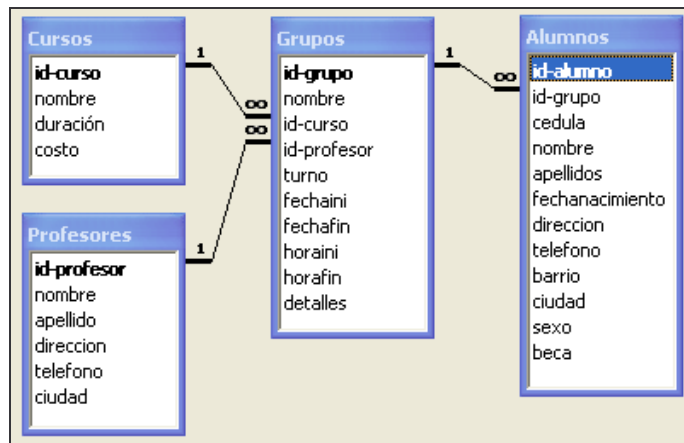 Cursos
id-curso
nombre
duración
costo
Profesores
id-profesor
nombre
apellido
direccion
telefono
ciudad
1
∞
∞
1
Grupos
id-grupo
nombre
id-curso
id-profesor
turno
fechaini
fechafin
horaini
horafin
detalles
1
∞
Alumnos
id-alumno
id-grupo
cedula
nombre
apellidos
fechanacimiento
direccion
telefono
barrio
ciudad
sexo
beca